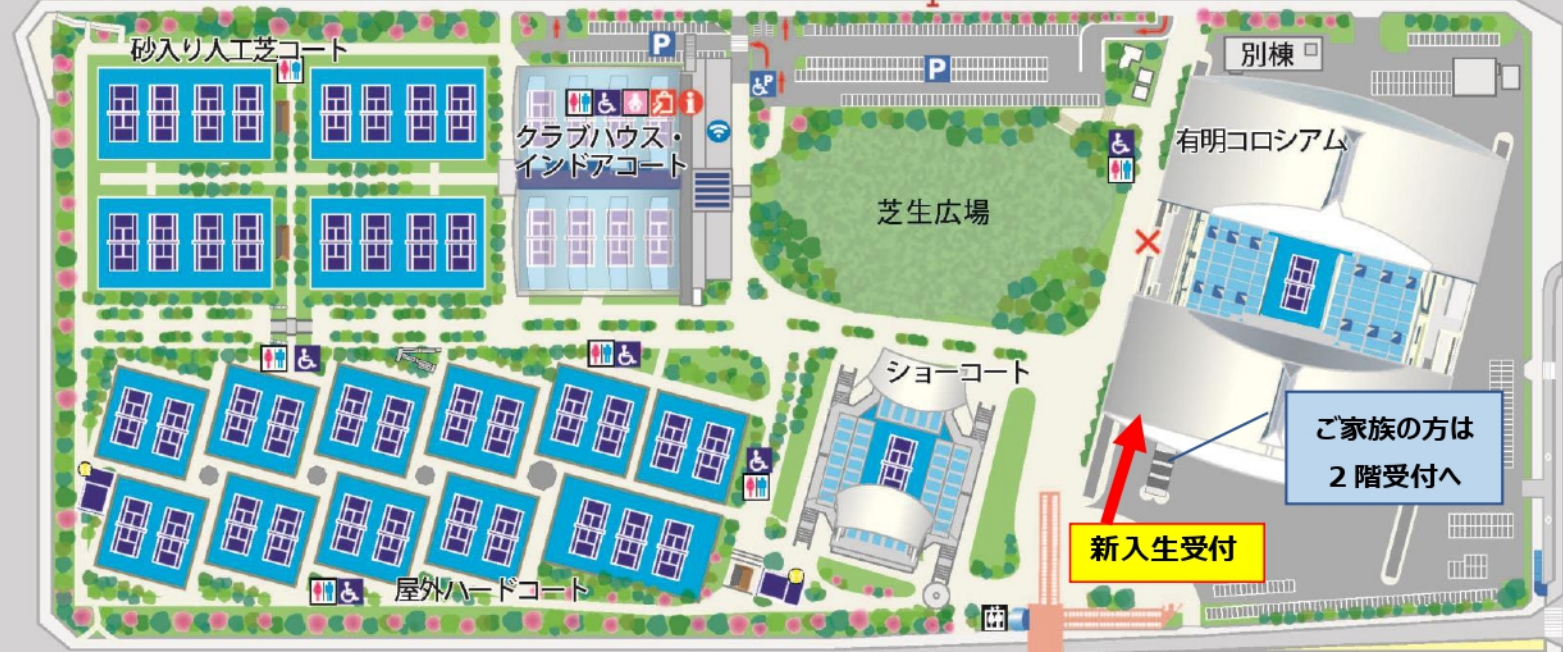 砂入り人工芝コート
P
P
P
別棟
i
クラブハウス・
インドアコート
有明コロシアム
芝生広場
ショーコート
ご家族の方は
２階受付へ
新入生受付
屋外ハードコート